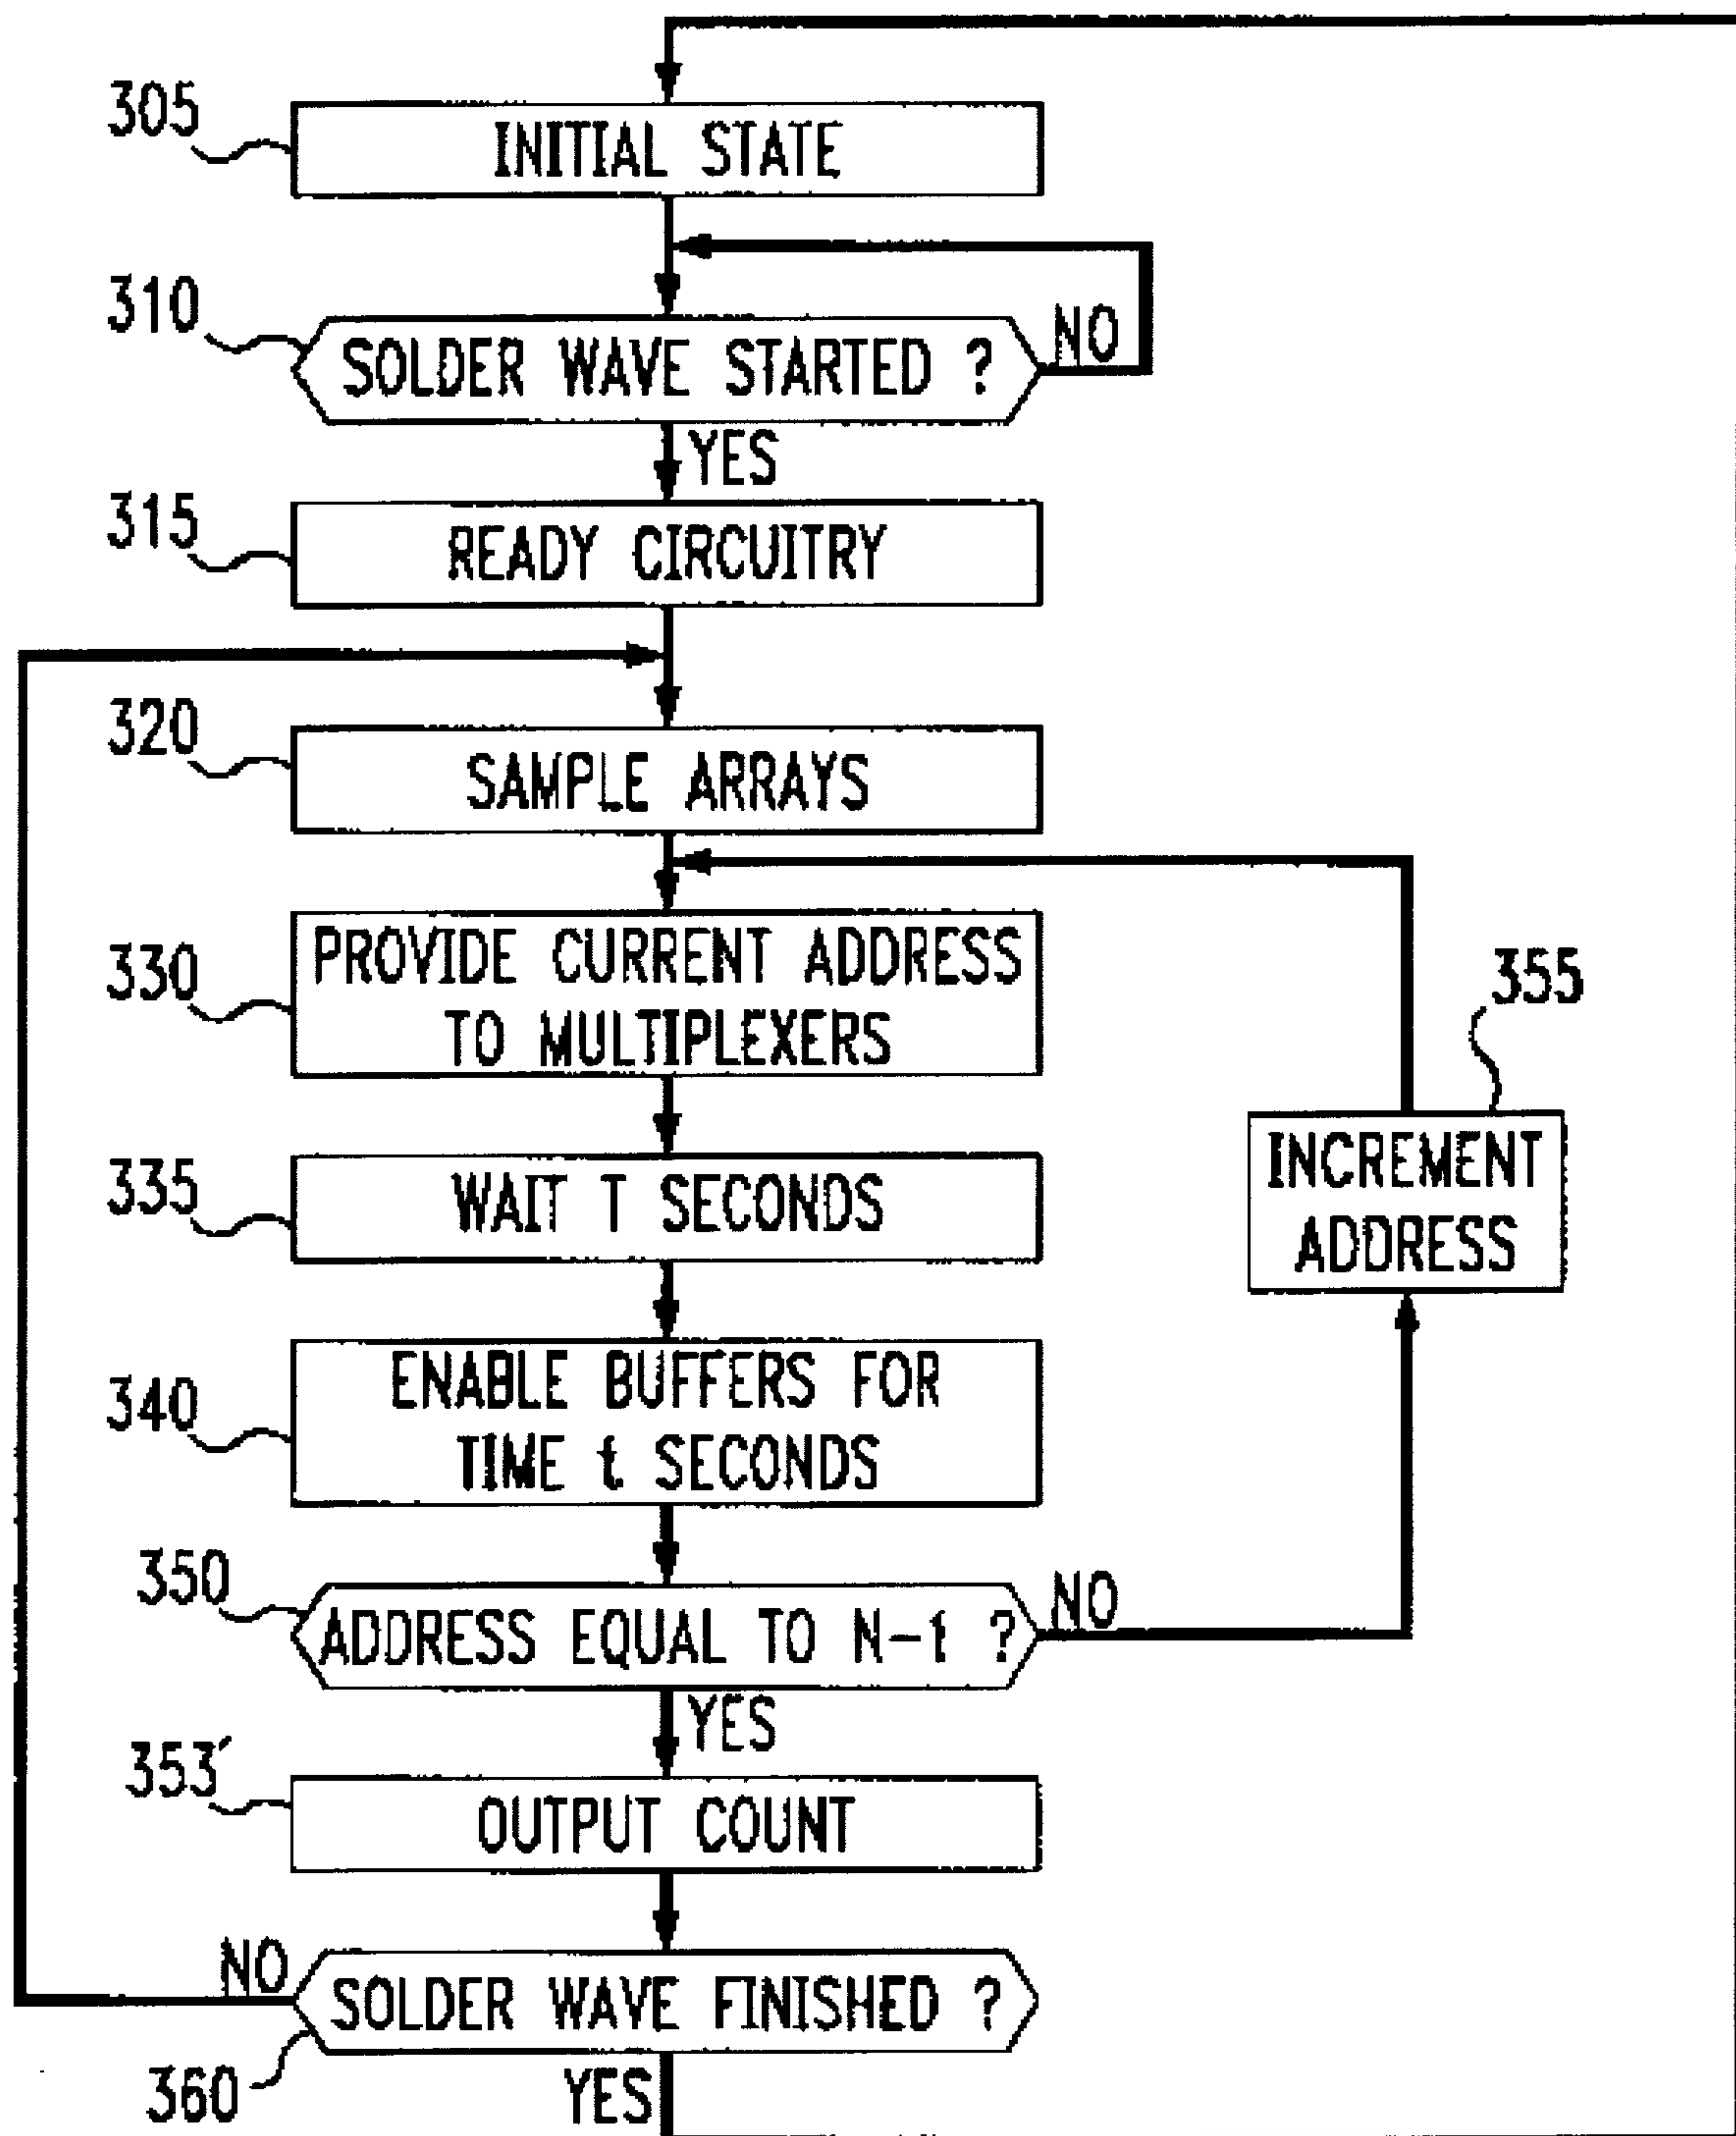 305
INITIAL STATE
310
SOLDER WAVE STARTED ?
NO
YES
315
READY CIRCUITRY
320
SAMPLE ARRAYS
330
PROVIDE CURRENT ADDRESS
TO MULTIPLEXERS
355
INCREMENT
ADDRESS
335
WAIT T SECONDS
340
ENABLE BUFFERS FOR
TIME t SECONDS
350
ADDRESS EQUAL TO N-1 ?
NO
YES
353'
OUTPUT COUNT
NO
SOLDER WAVE FINISHED ?
360
YES